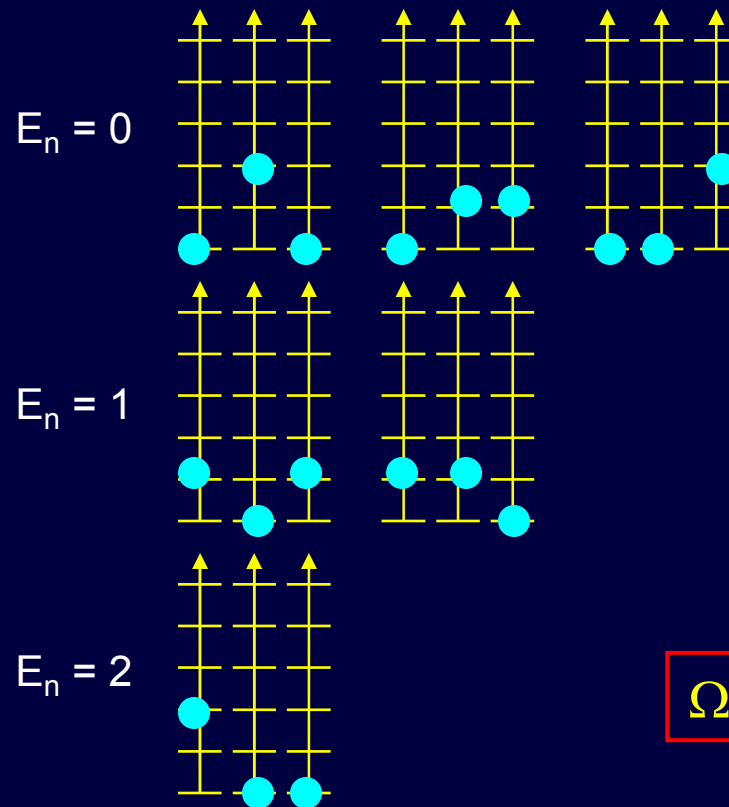 Eₙ = 0
Eₙ = 1
Eₙ = 2
Ω